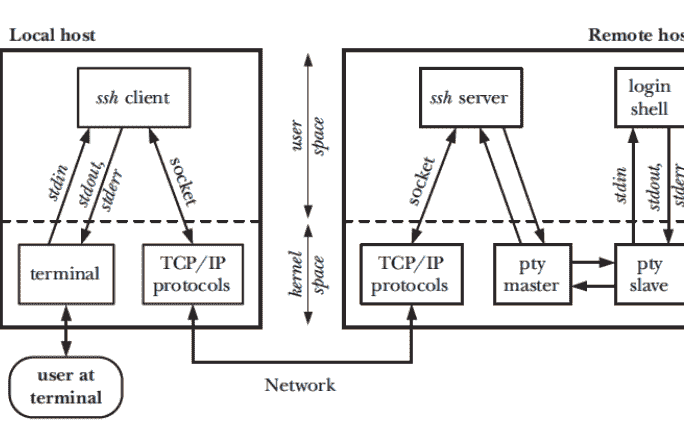 Local host
Remote hos
ssh client
ssh server
login
shell
user
space
stdin
stdout,
stderr
socket
socket
stdin
stdout,
stderr
kernel
space
terminal
TCP/IP
protocols
TCP/IP
protocols
pty
master
pty
slave
user at
terminal
Network